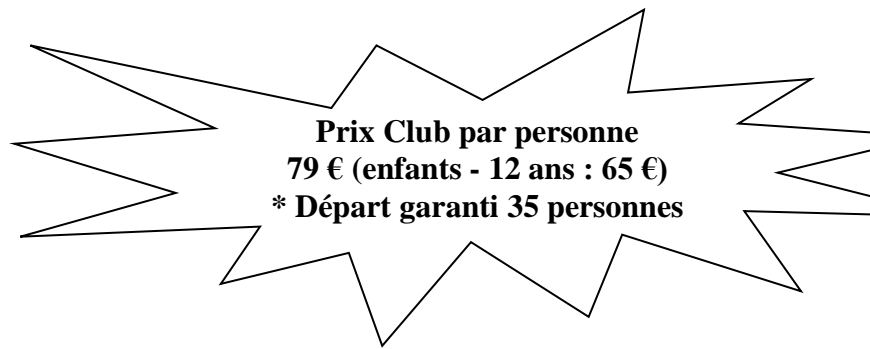 Prix Club par personne
79 € (enfants - 12 ans : 65 €)
* Départ garanti 35 personnes